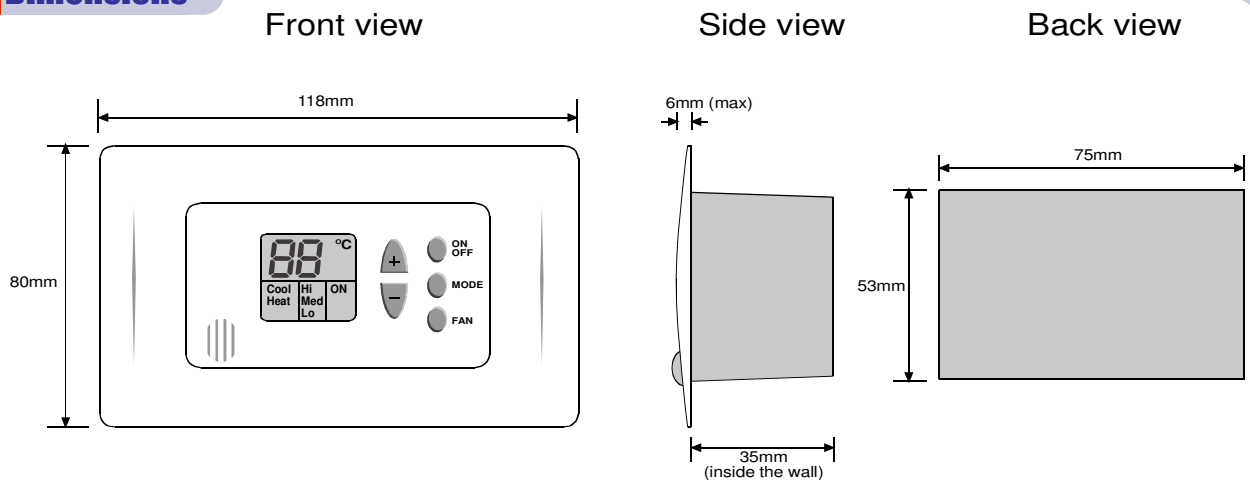 Dimensions
Front view
Side view
Back view
118mm
6mm (max)
75mm
80mm
53mm
88 °C
Cool Hi ON
Heat Med
Lo
+
−
ON
OFF
MODE
FAN
35mm
(inside the wall)